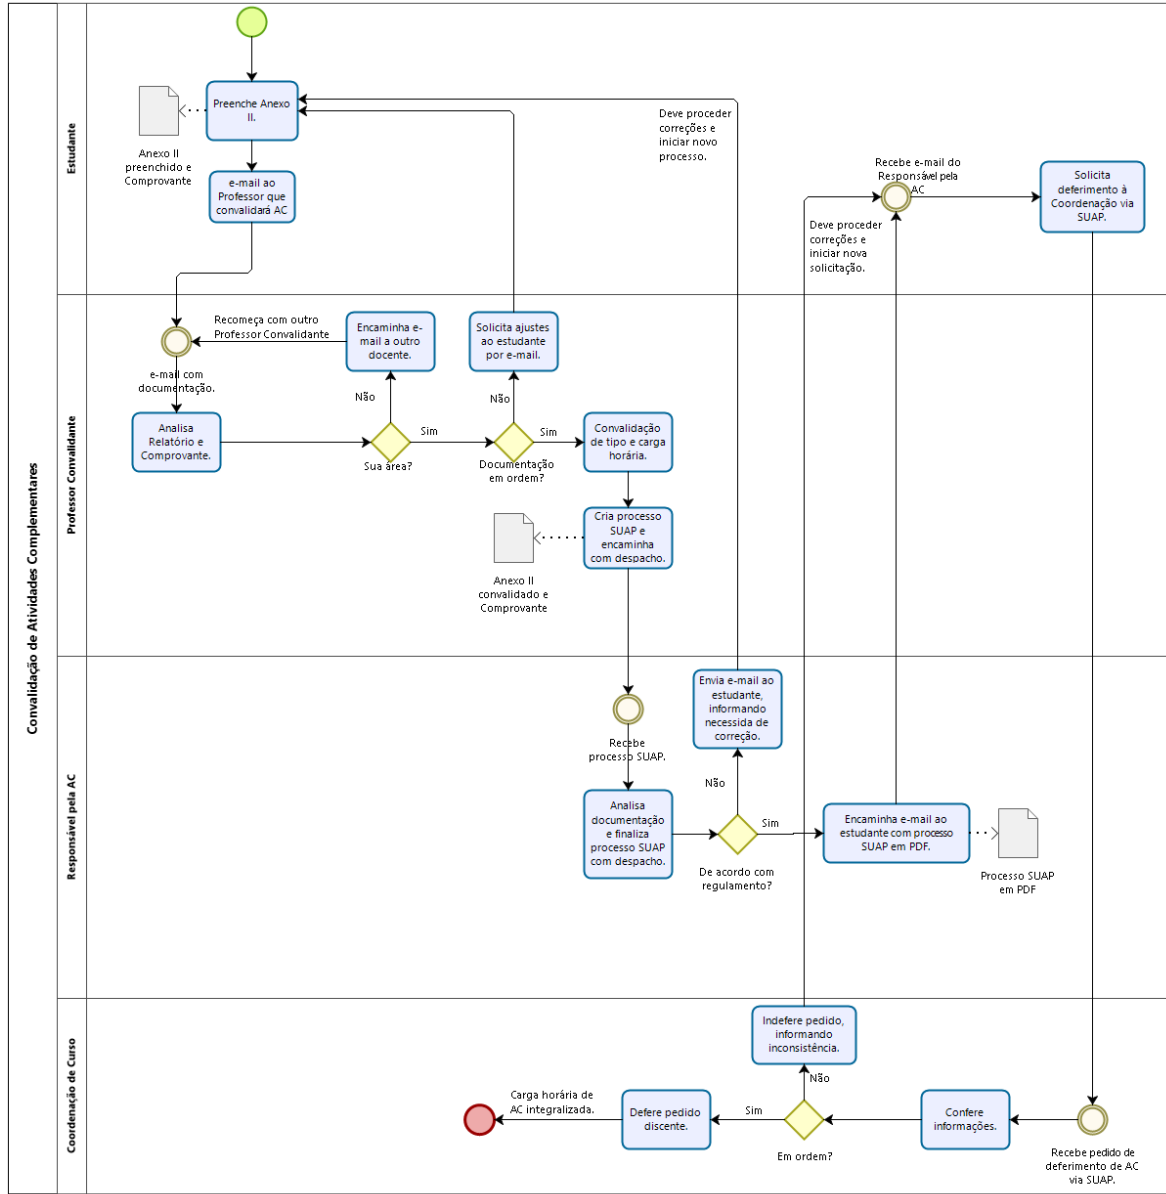 Convalidação de Atividades Complementares
Estudante
Preenche Anexo
II.
Anexo II
preenchido e
Comprovante
e-mail ao
Professor que
convalidará AC
Deve proceder
correções e
iniciar novo
processo.
Recebe e-mail do
Responsável pela
AC
Solicita
deferimento à
Coordenação via
SUAP.
Deve proceder
correções e
iniciar nova
solicitação.
Professor Convalidante
Recomeça com outro
Professor Convalidante
e-mail com
documentação.
Encaminha e-
mail a outro
docente.
Solicita ajustes
ao estudante
por e-mail.
Não
Não
Analisa
Relatório e
Comprovante.
Sua área?
Sim
Documentação
em ordem?
Sim
Convalidação
de tipo e carga
horária.
Cria processo
SUAP e
encaminha
com despacho.
Anexo II
convalidado e
Comprovante
Responsável pela AC
Recebe
processo SUAP.
Envia e-mail ao
estudante,
informando
necessida de
correção.
Não
Analisa
documentação
e finaliza
processo SUAP
com despacho.
De acordo com
regulamento?
Sim
Encaminha e-mail ao
estudante com processo
SUAP em PDF.
Processo SUAP
em PDF
Coordenação de Curso
Indefere pedido,
informando
inconsistência.
Não
Carga horária de
AC integralizada.
Defere pedido
discente.
Sim
Em ordem?
Confere
informações.
Recebe pedido de
deferimento de AC
via SUAP.